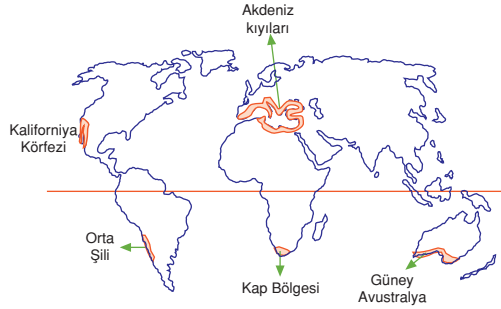 Akdeniz
kıyıları
Kaliforniya
Körfezi
Orta
Şili
Kap Bölgesi
Güney
Avustralya